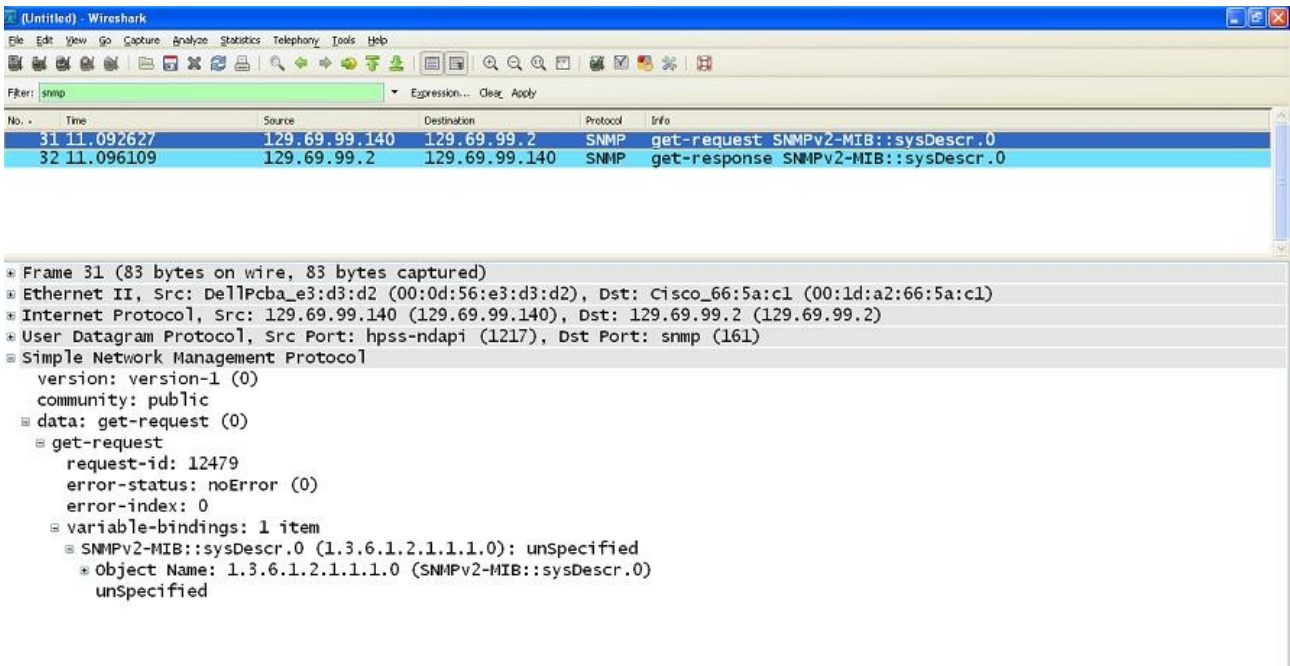 (Untitled) - Wireshark
File Edit View Go Capture Analyze Statistics Telephony Tools Help
Filter: snmp Expression... Clear Apply
No. . Time Source Destination Protocol Info
31 11.092627 129.69.99.140 129.69.99.2 SNMP get-request SNMPv2-MIB::sysDescr.0
32 11.096109 129.69.99.2 129.69.99.140 SNMP get-response SNMPv2-MIB::sysDescr.0
Frame 31 (83 bytes on wire, 83 bytes captured)
Ethernet II, Src: DellPcba_e3:d3:d2 (00:0d:56:e3:d3:d2), Dst: Cisco_66:5a:c1 (00:1d:a2:66:5a:c1)
Internet Protocol, Src: 129.69.99.140 (129.69.99.140), Dst: 129.69.99.2 (129.69.99.2)
User Datagram Protocol, Src Port: hpss-ndapi (1217), Dst Port: snmp (161)
Simple Network Management Protocol
version: version-1 (0)
community: public
data: get-request (0)
get-request
request-id: 12479
error-status: noError (0)
error-index: 0
variable-bindings: 1 item
SNMPv2-MIB::sysDescr.0 (1.3.6.1.2.1.1.1.0): unSpecified
Object Name: 1.3.6.1.2.1.1.1.0 (SNMPv2-MIB::sysDescr.0)
unSpecified